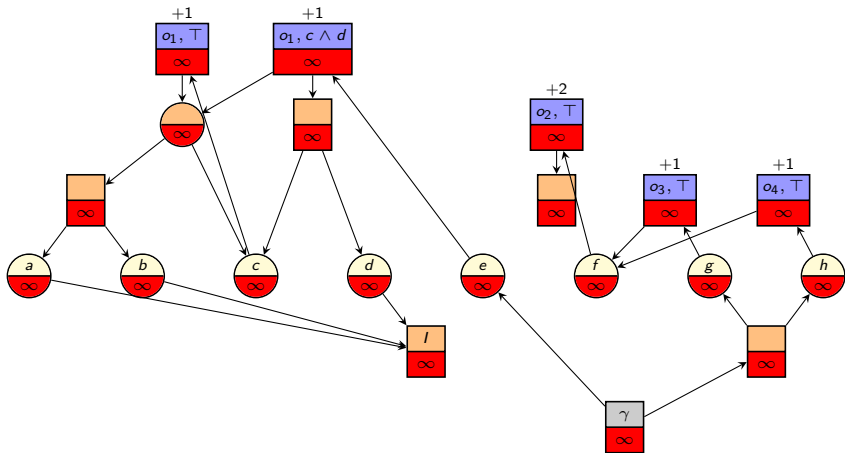 +1 +1
o₁, ⊤ o₁, c ∧ d
∞ ∞
+2
o₂, ⊤
∞ ∞ ∞
+1 +1
o₃, ⊤ o₄, ⊤
∞ ∞ ∞ ∞
a b c d e f g h
∞ ∞ ∞ ∞ ∞ ∞ ∞ ∞
I
∞ ∞
γ
∞